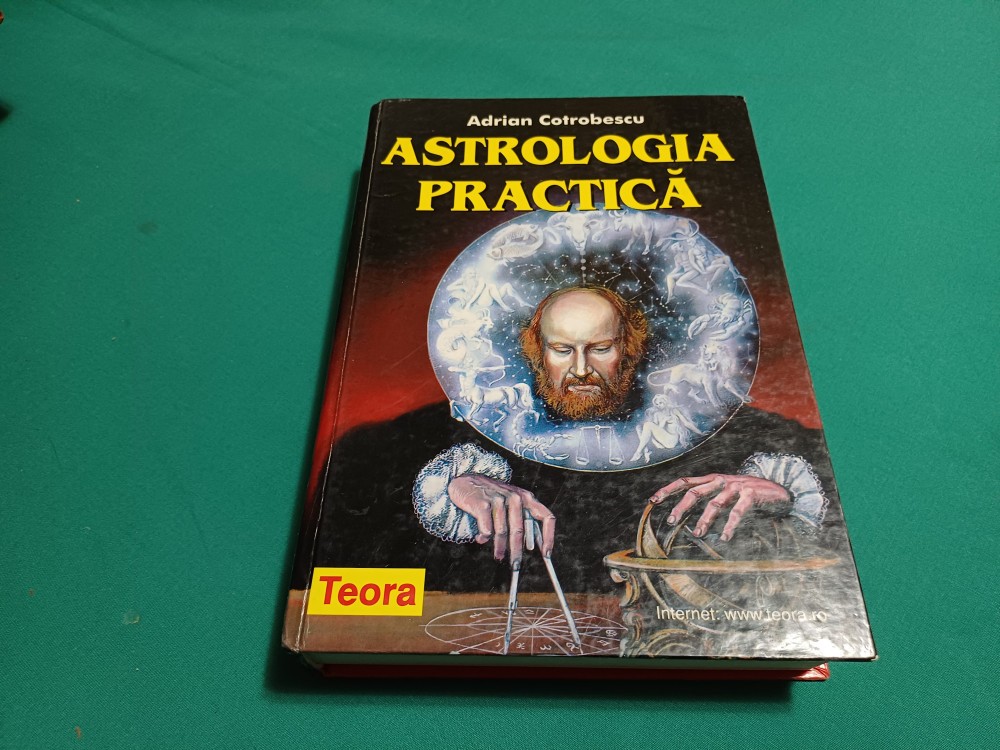 Adrian Cotrobescu
ASTROLOGIA
PRACTICĂ
Teora
Internet: www.teora.ro